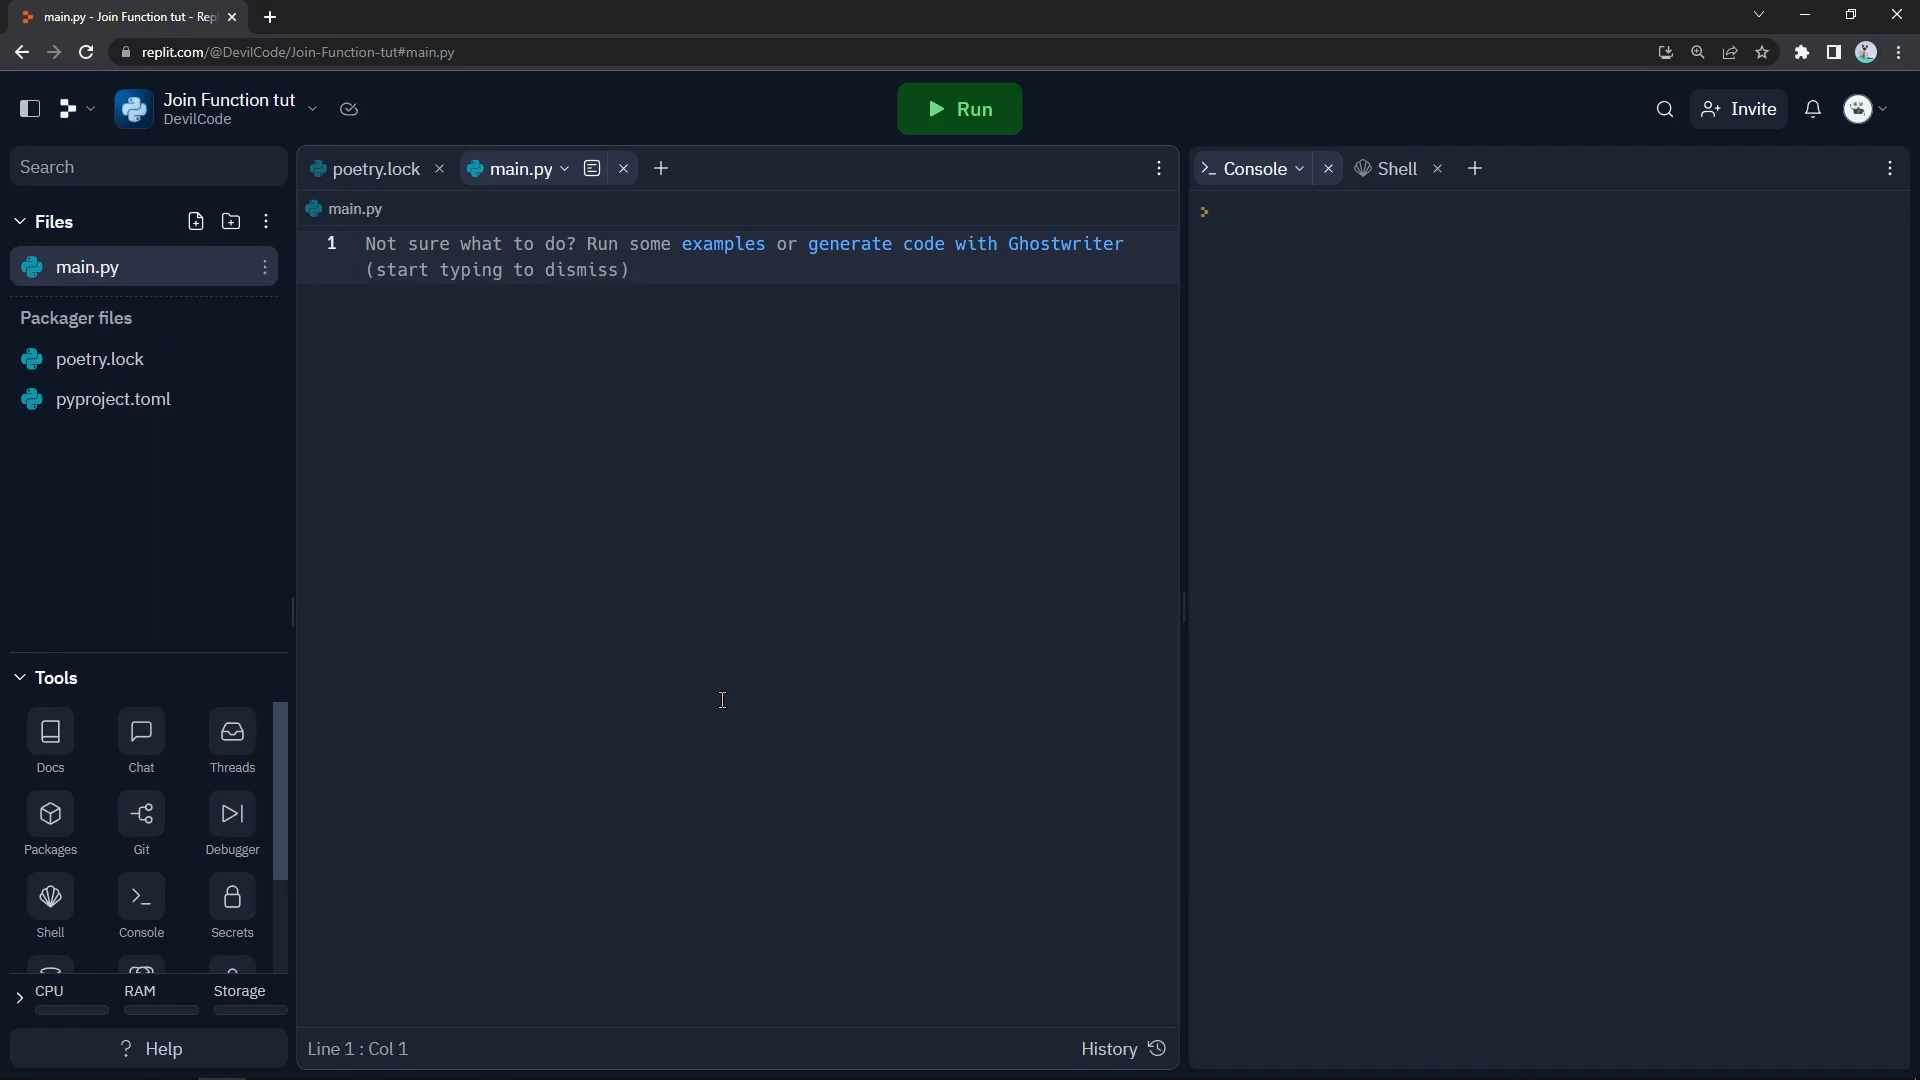 main.py - Join Function tut - Repl
replit.com/@DevilCode/Join-Function-tut#main.py
Join Function tut
DevilCode
Run
Invite
Search
Files
main.py
Packager files
poetry.lock
pyproject.toml
Tools
Docs
Chat
Threads
Packages
Git
Debugger
Shell
Console
Secrets
CPU
RAM
Storage
? Help
poetry.lock
main.py
main.py
1 Not sure what to do? Run some examples or generate code with Ghostwriter
(start typing to dismiss)
Line 1 : Col 1
History
Console
Shell